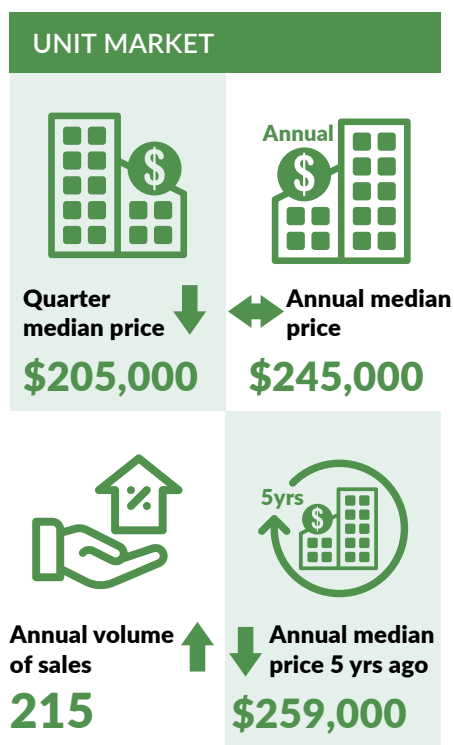 UNIT MARKET
$
Quarter
median price
$205,000
Annual
$
Annual median
price
$245,000
%
Annual volume
of sales
215
5yrs
$
Annual median
price 5 yrs ago
$259,000